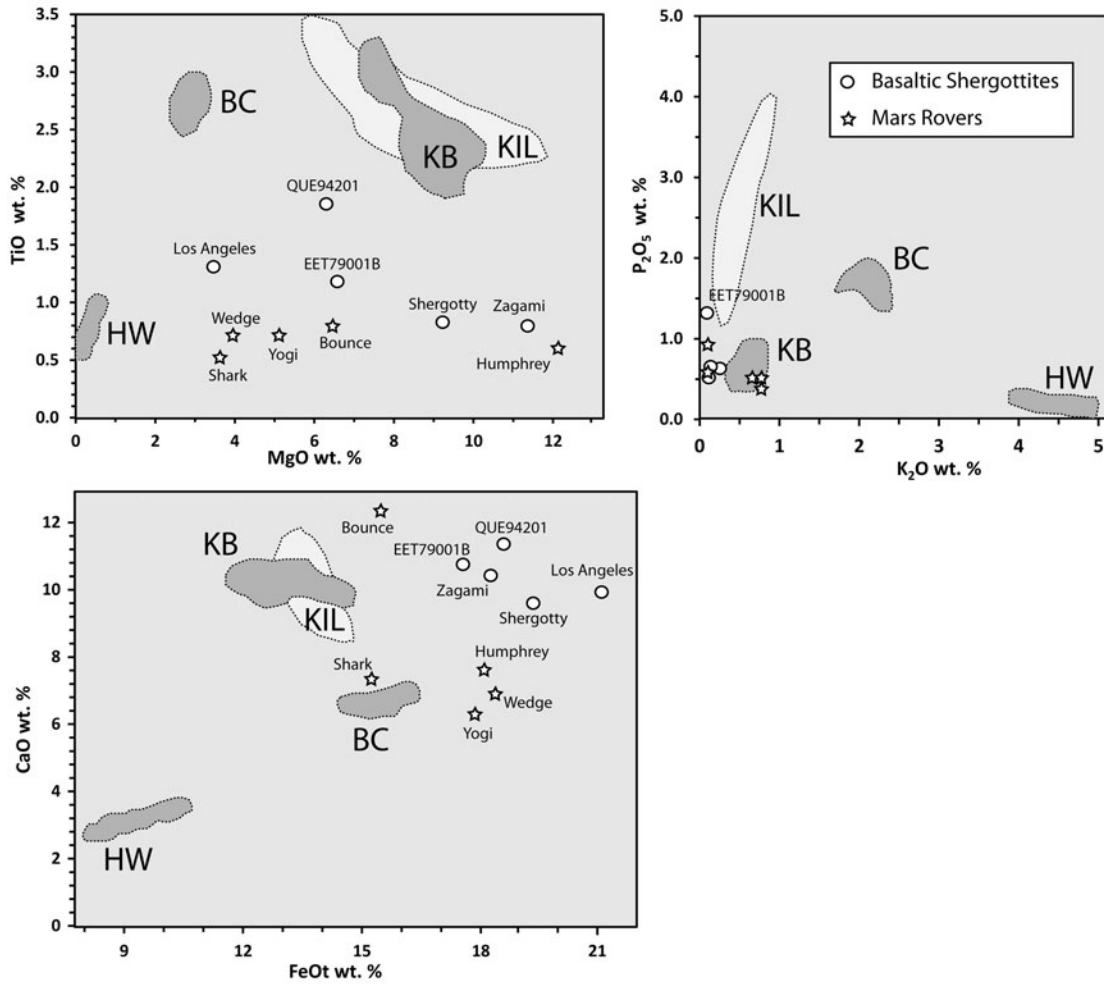 3.5
3.0
2.5
2.0
1.5
1.0
0.5
0.0
TiO wt. %
0
2
4
6
8
10
12
MgO wt. %
BC
KB
KIL
HW
QUE94201
Los Angeles
EET79001B
Shergotty
Zagami
Wedge
Yogi
Bounce
Shark
Humphrey
5.0
4.0
3.0
2.0
1.0
0.0
P₂O₅ wt. %
0
1
2
3
4
5
K₂O wt. %
Basaltic Shergottites
Mars Rovers
KIL
BC
EET79001B
KB
HW
12
10
8
6
4
2
0
CaO wt. %
9
12
15
18
21
FeOt wt. %
Bounce
QUE94201
KB
EET79001B
Zagami
Los Angeles
Shergotty
KIL
Shark
Humphrey
Wedge
Yogi
BC
HW